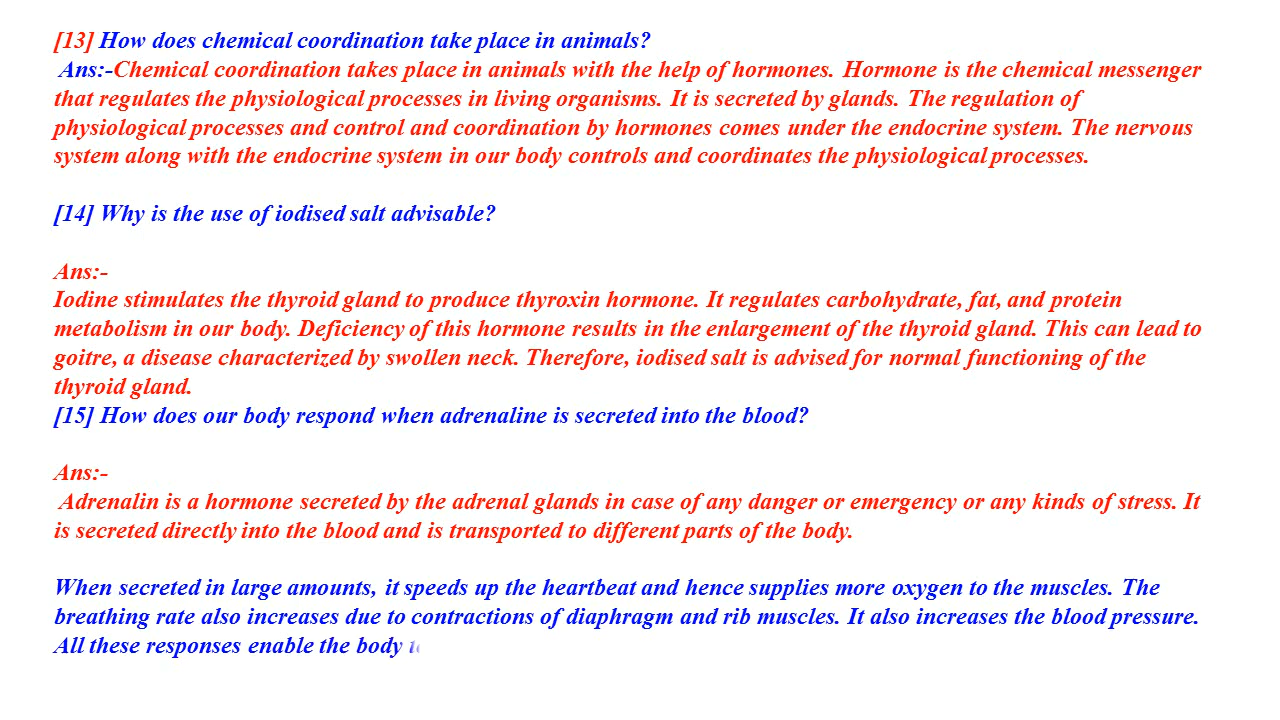 [13] How does chemical coordination take place in animals?
Ans:-Chemical coordination takes place in animals with the help of hormones. Hormone is the chemical messenger
that regulates the physiological processes in living organisms. It is secreted by glands. The regulation of
physiological processes and control and coordination by hormones comes under the endocrine system. The nervous
system along with the endocrine system in our body controls and coordinates the physiological processes.
[14] Why is the use of iodised salt advisable?
Ans:-
Iodine stimulates the thyroid gland to produce thyroxin hormone. It regulates carbohydrate, fat, and protein
metabolism in our body. Deficiency of this hormone results in the enlargement of the thyroid gland. This can lead to
goitre, a disease characterized by swollen neck. Therefore, iodised salt is advised for normal functioning of the
thyroid gland.
[15] How does our body respond when adrenaline is secreted into the blood?
Ans:-
Adrenalin is a hormone secreted by the adrenal glands in case of any danger or emergency or any kinds of stress. It
is secreted directly into the blood and is transported to different parts of the body.
When secreted in large amounts, it speeds up the heartbeat and hence supplies more oxygen to the muscles. The
breathing rate also increases due to contractions of diaphragm and rib muscles. It also increases the blood pressure.
All these responses enable the body